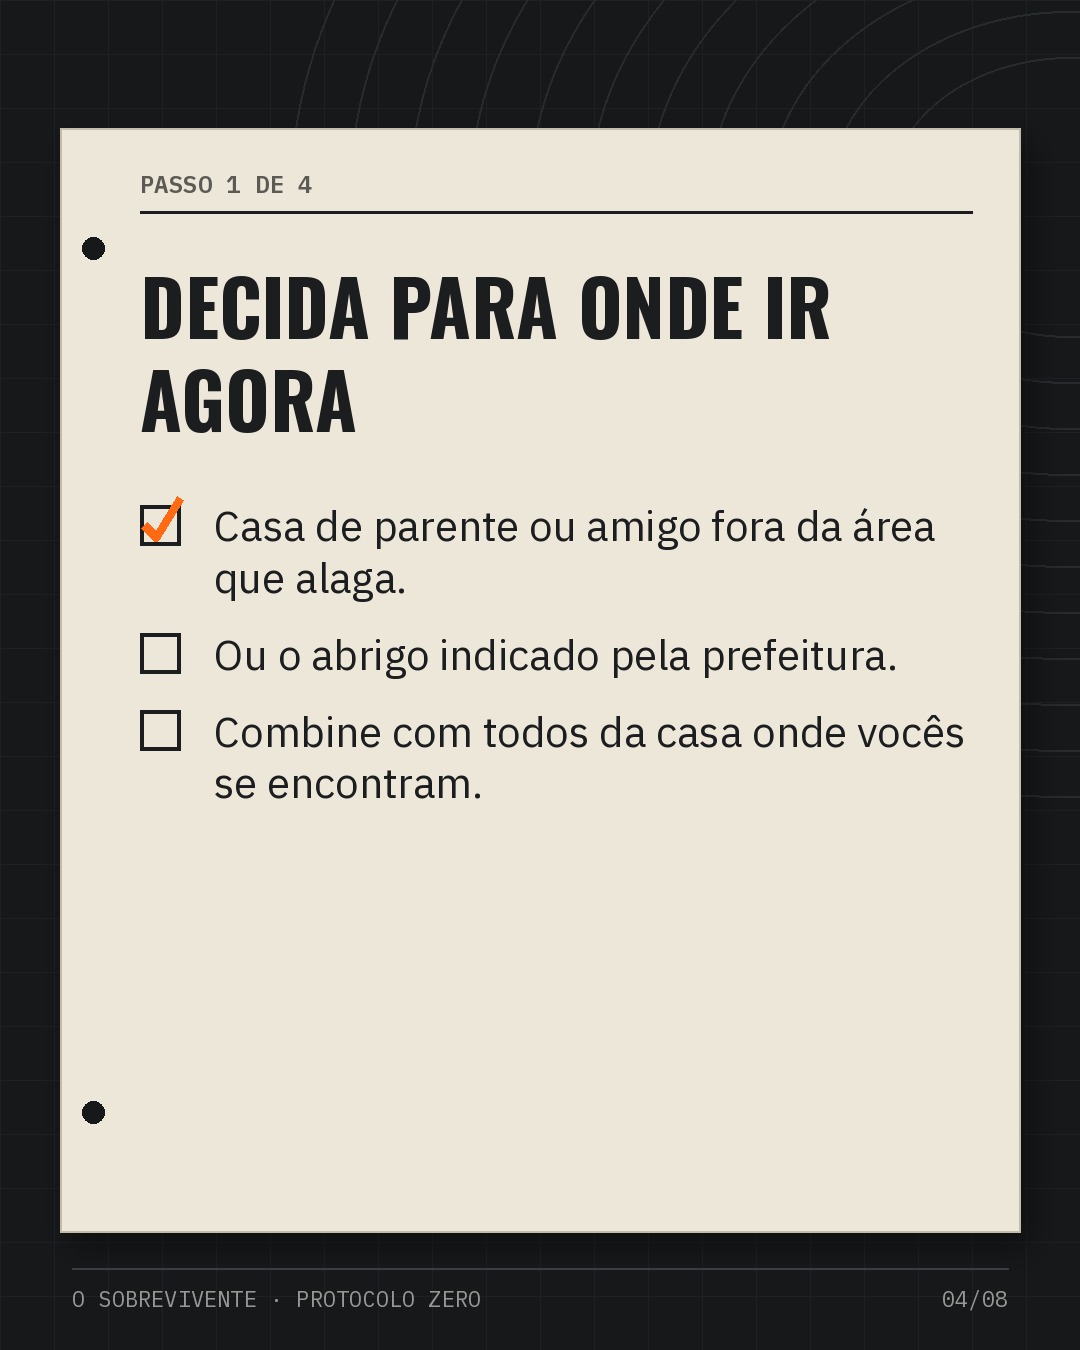 PASSO 1 DE 4
DECIDA PARA ONDE IR
AGORA
Casa de parente ou amigo fora da área
que alaga.
Ou o abrigo indicado pela prefeitura.
Combine com todos da casa onde vocês
se encontram.
O SOBREVIVENTE · PROTOCOLO ZERO
04/08